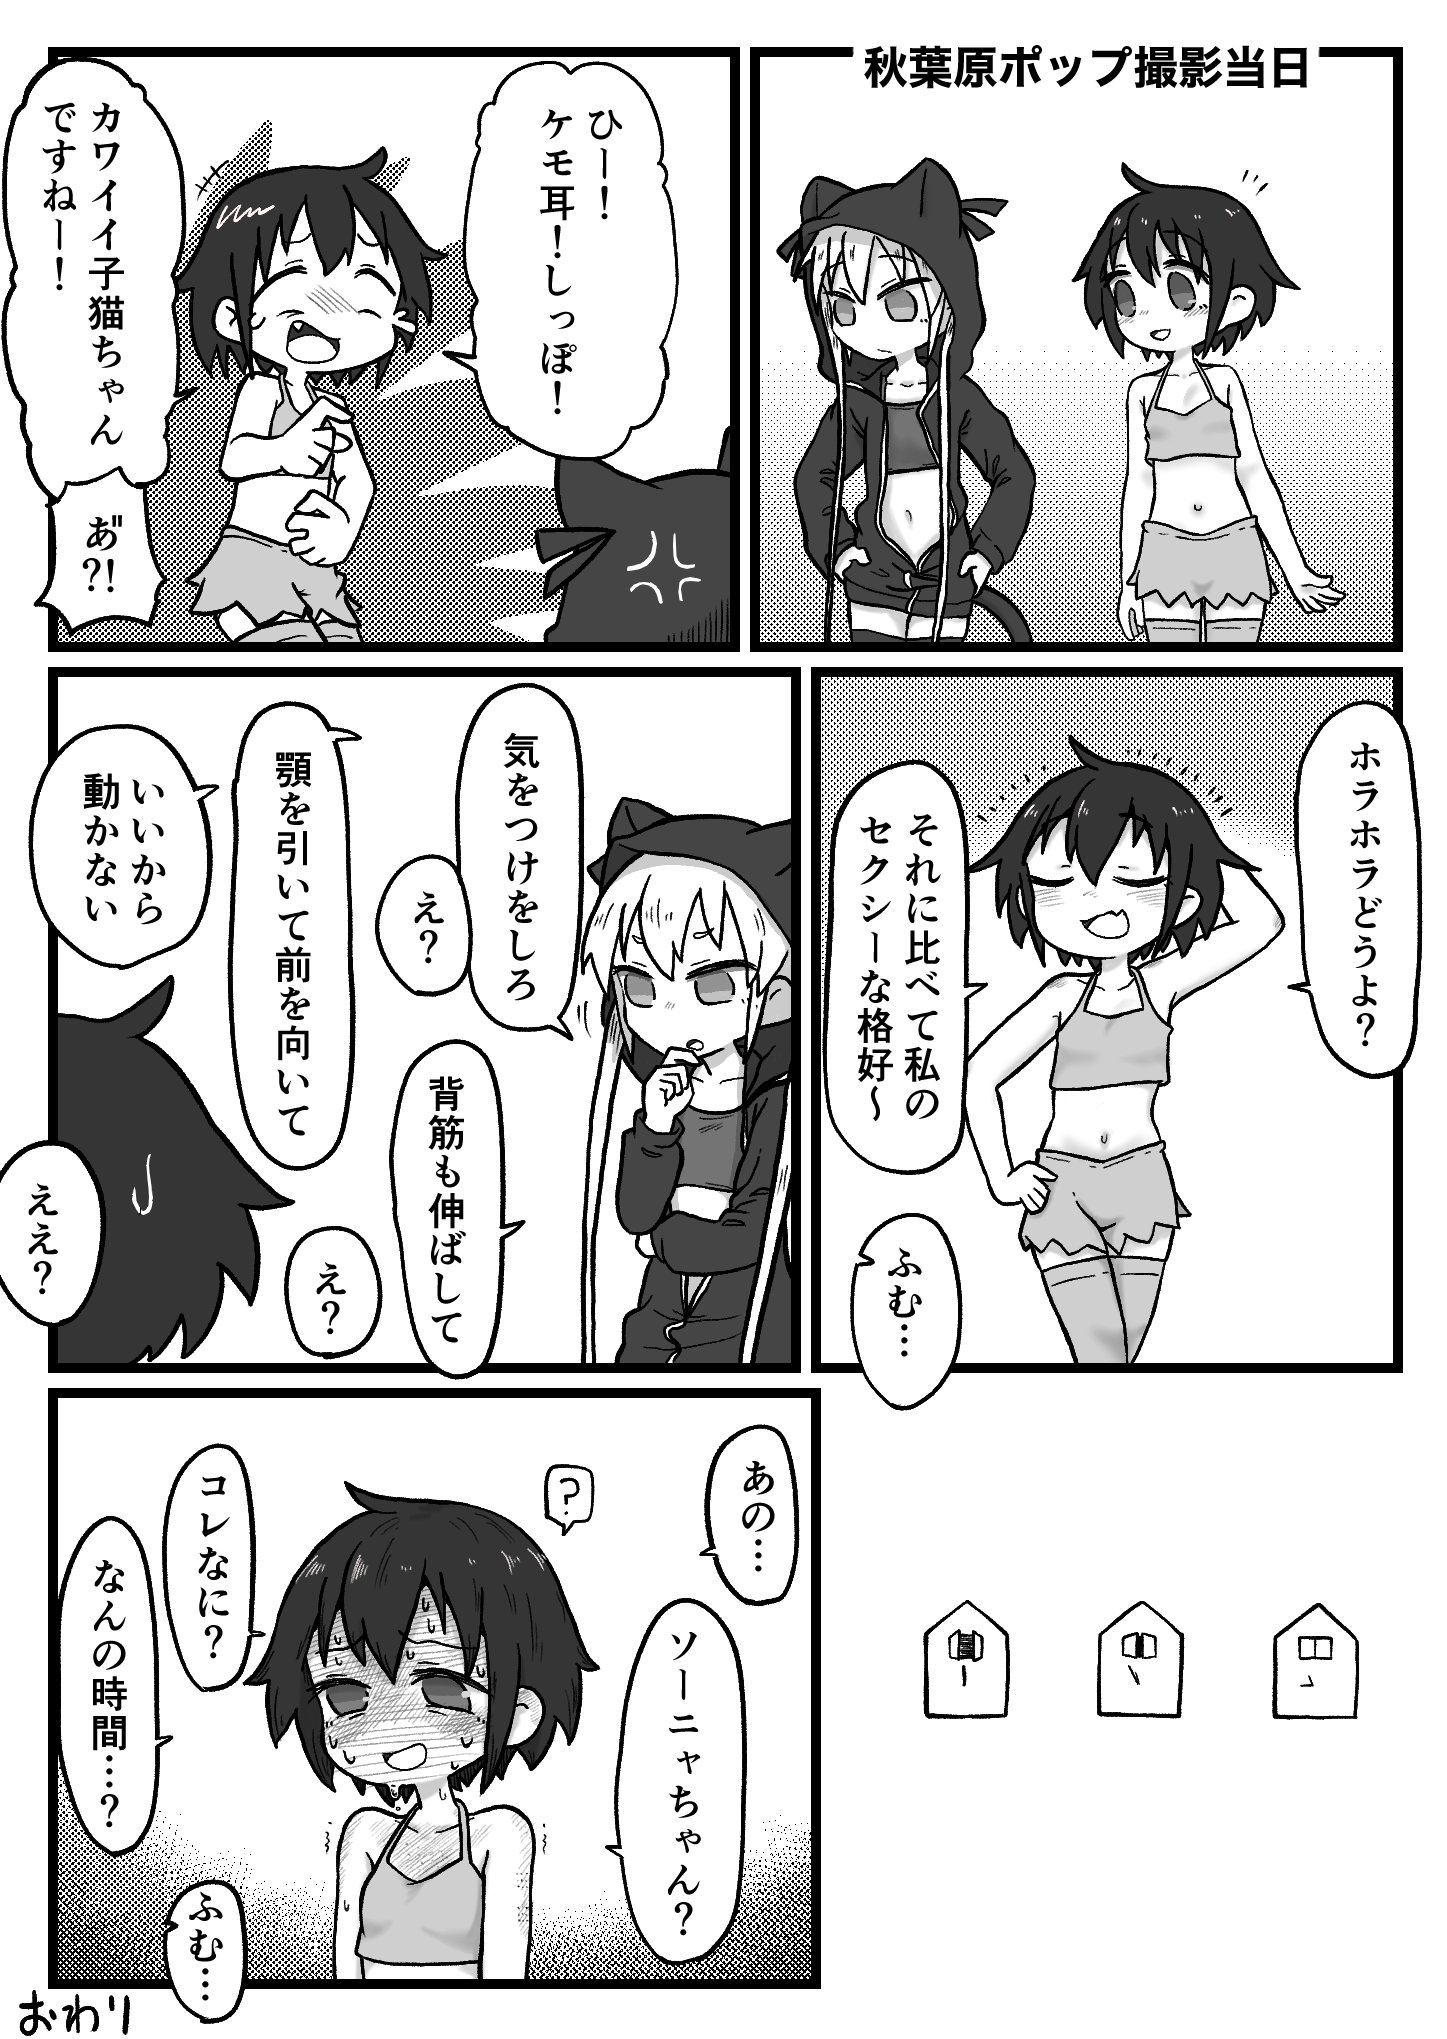 秋葉原ポップ撮影当日
ひー！
ケモ耳！しっぽ！
カワイイ子猫ちゃん
ですねー！
あ゙?!
ホラホラどうよ？
それに比べて私の
セクシーな格好〜
ふむ…
気をつけをしろ
え？
背筋も伸ばして
え？
顎を引いて前を向いて
いいから
動かない
ええ？
あの…
ソーニャちゃん？
?
コレなに？
なんの時間…？
ふむ…
おわり